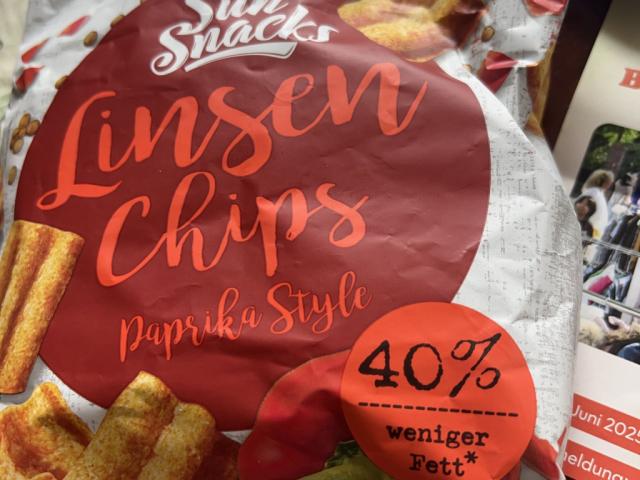 Sun
Snacks
Linsen
Chips
Paprika Style
40%
weniger
Fett*
Juni 2025